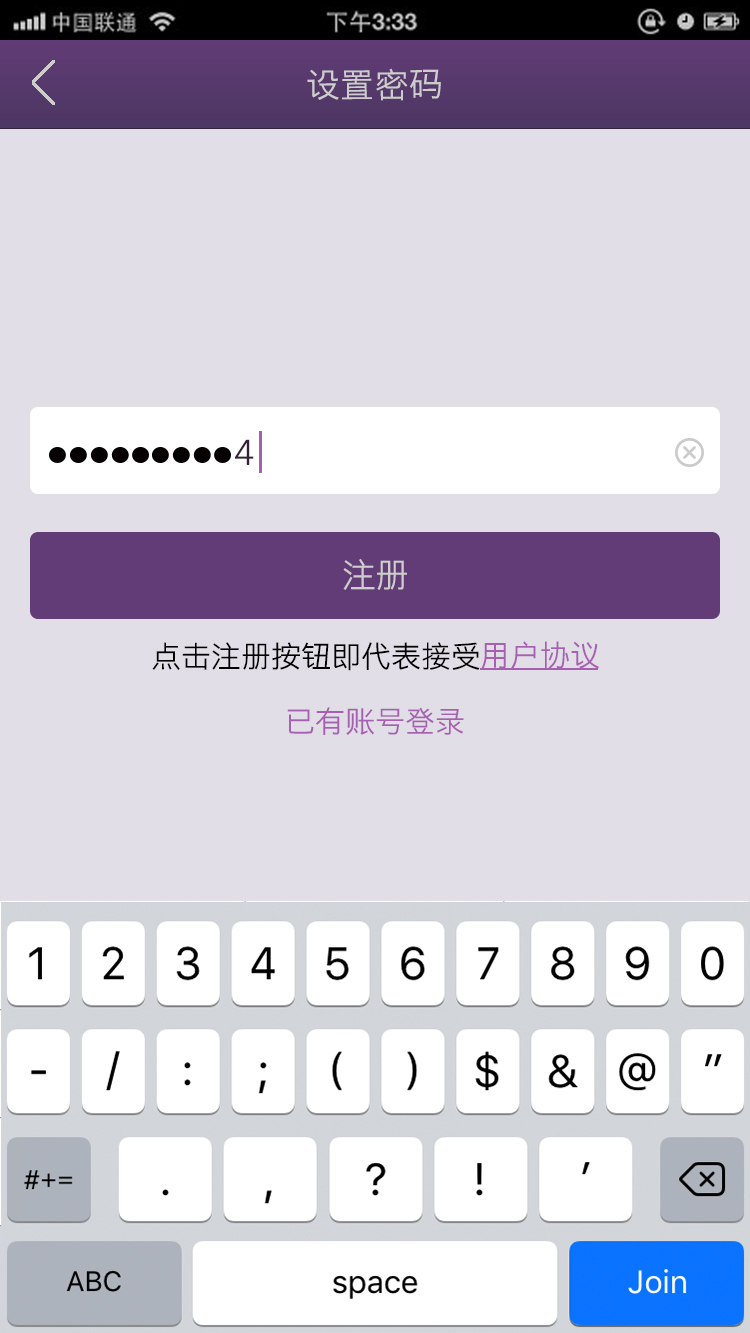 中国联通 下午3:33
设置密码
●●●●●●●●●4
注册
点击注册按钮即代表接受用户协议
已有账号登录
1 2 3 4 5 6 7 8 9 0
- / : ; ( ) $ & @ "
#+= . , ? ! '
ABC space Join